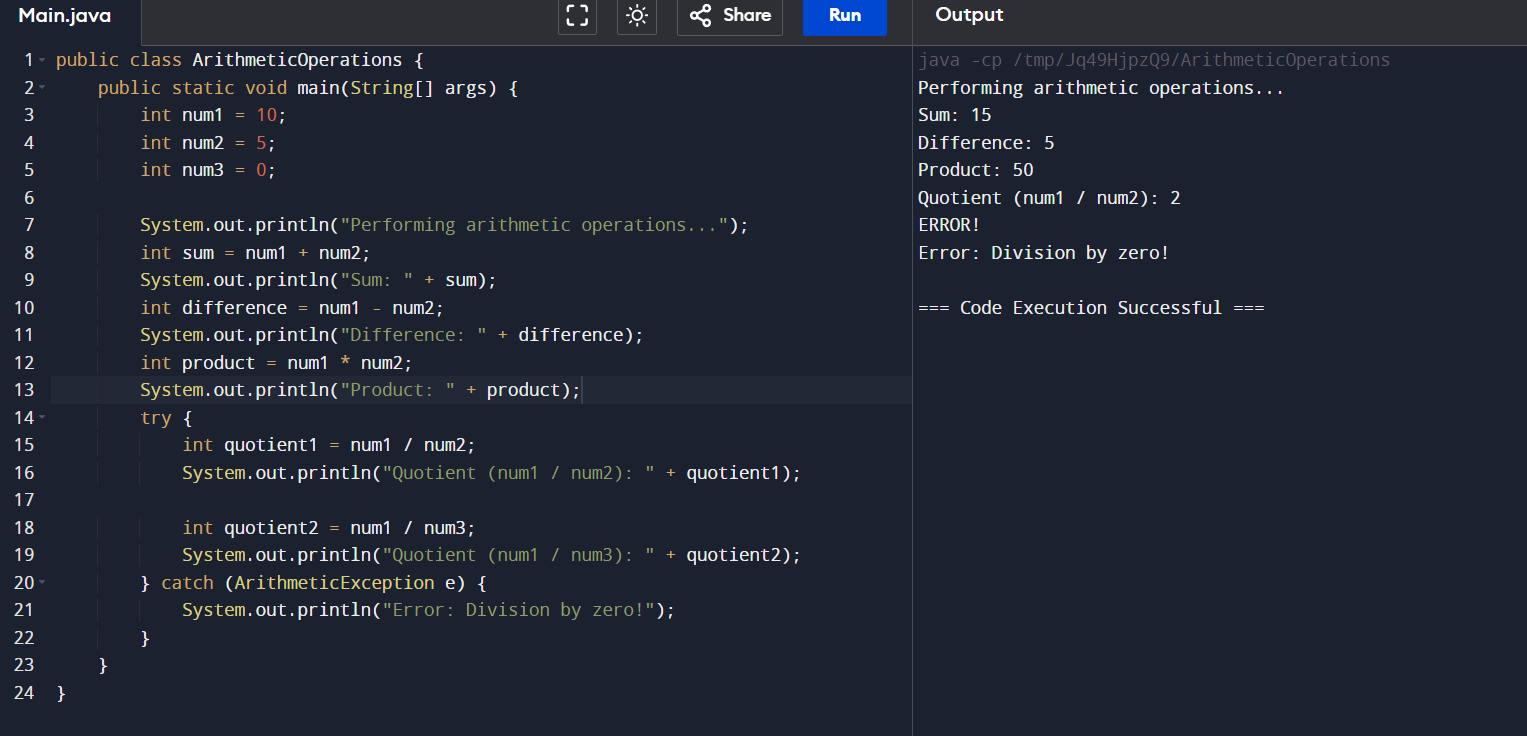 Main.java
Share
Run
Output
1 public class ArithmeticOperations {
2     public static void main(String[] args) {
3         int num1 = 10;
4         int num2 = 5;
5         int num3 = 0;
6
7         System.out.println("Performing arithmetic operations...");
8         int sum = num1 + num2;
9         System.out.println("Sum: " + sum);
10         int difference = num1 - num2;
11         System.out.println("Difference: " + difference);
12         int product = num1 * num2;
13         System.out.println("Product: " + product);
14         try {
15             int quotient1 = num1 / num2;
16             System.out.println("Quotient (num1 / num2): " + quotient1);
17
18             int quotient2 = num1 / num3;
19             System.out.println("Quotient (num1 / num3): " + quotient2);
20         } catch (ArithmeticException e) {
21             System.out.println("Error: Division by zero!");
22         }
23     }
24 }
java -cp /tmp/Jq49HjpzQ9/ArithmeticOperations
Performing arithmetic operations...
Sum: 15
Difference: 5
Product: 50
Quotient (num1 / num2): 2
ERROR!
Error: Division by zero!
=== Code Execution Successful ===